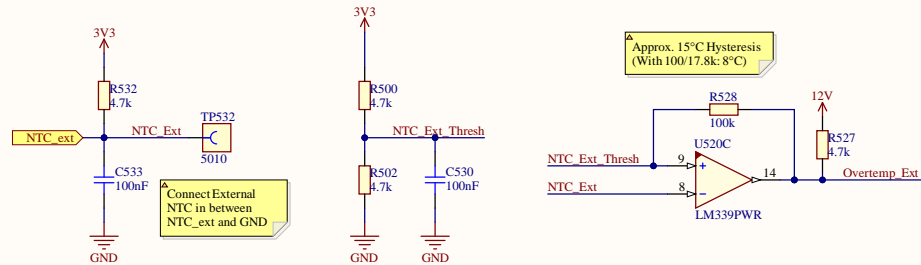 3V3
R532
4.7k
NTC_ext
NTC_Ext
TP532
5010
C533
100nF
Connect External
NTC in between
NTC_ext and GND
GND
3V3
R500
4.7k
NTC_Ext_Thresh
R502
4.7k
C530
100nF
GND
GND
Approx. 15°C Hysteresis
(With 100/17.8k: 8°C)
R528
100k
12V
R527
4.7k
U520C
NTC_Ext_Thresh
9
+
NTC_Ext
8
−
14
Overtemp_Ext
LM339PWR